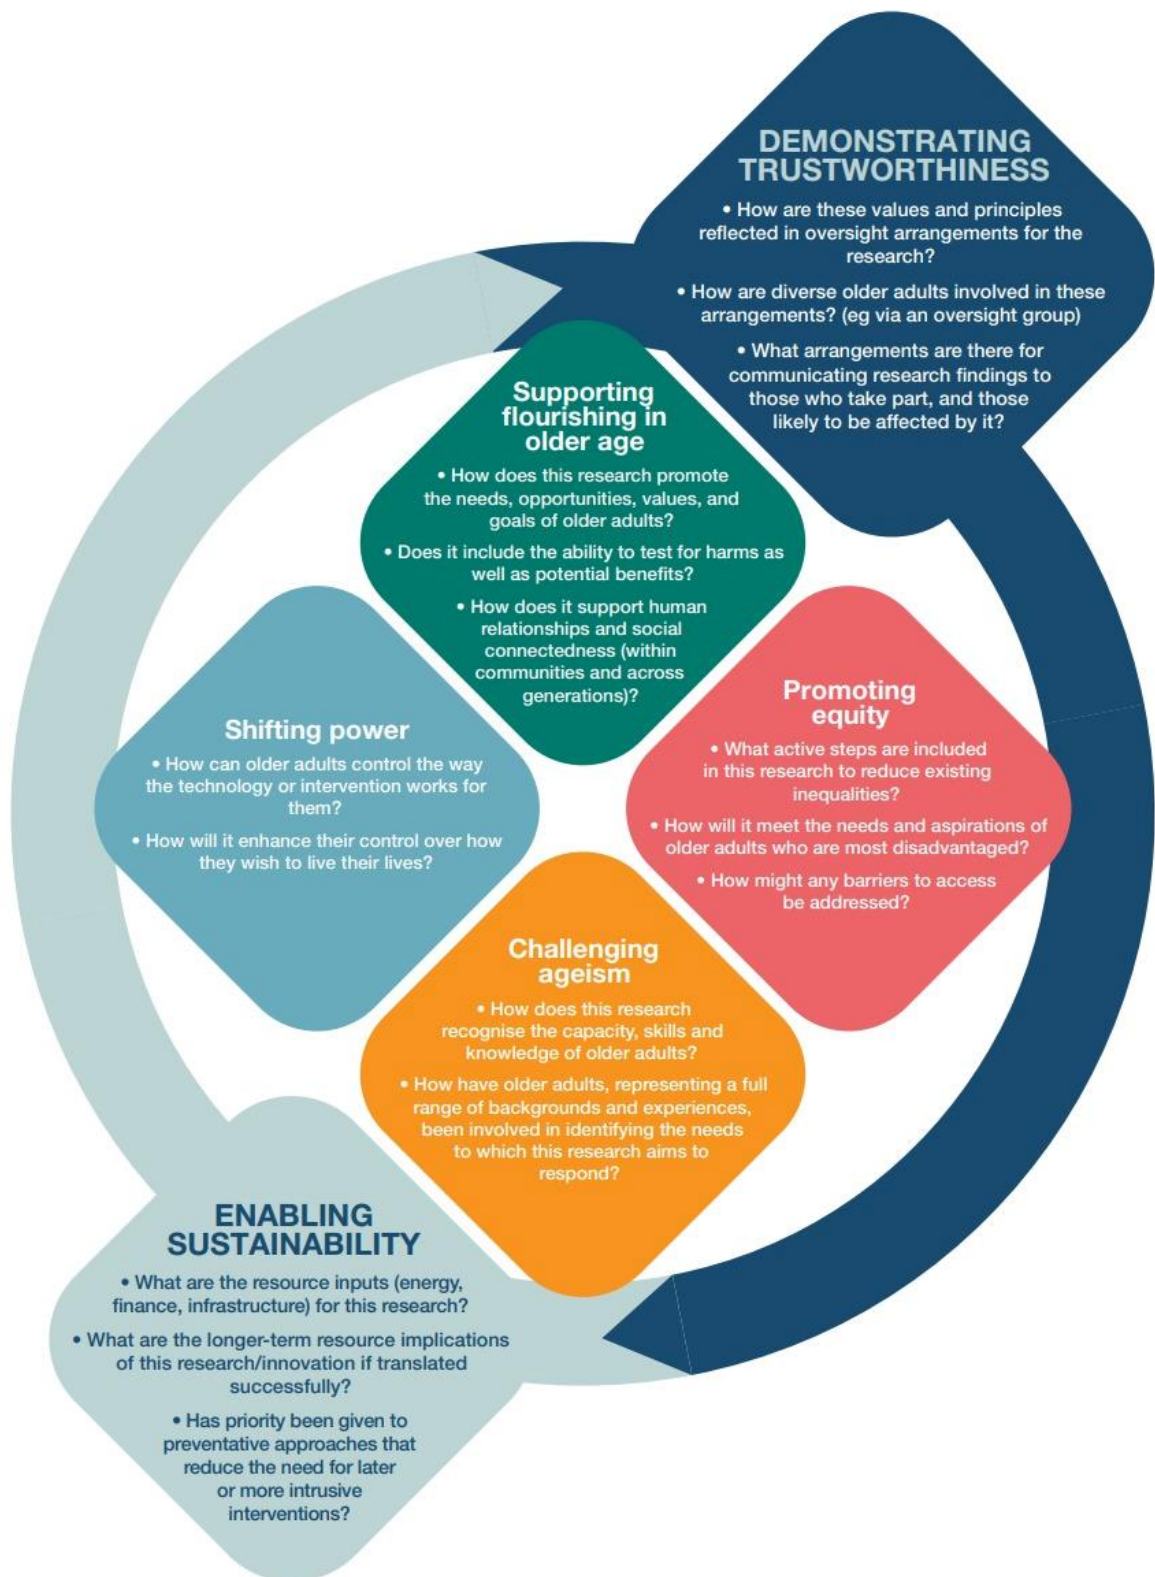 DEMONSTRATING
TRUSTWORTHINESS
• How are these values and principles
reflected in oversight arrangements for the
research?
• How are diverse older adults involved in these
arrangements? (eg via an oversight group)
• What arrangements are there for
communicating research findings to
those who take part, and those
likely to be affected by it?
Supporting
flourishing in
older age
• How does this research promote
the needs, opportunities, values, and
goals of older adults?
• Does it include the ability to test for harms as
well as potential benefits?
• How does it support human
relationships and social
connectedness (within
communities and across
generations)?
Promoting
equity
• What active steps are included
in this research to reduce existing
inequalities?
• How will it meet the needs and aspirations of
older adults who are most disadvantaged?
• How might any barriers to access
be addressed?
Shifting power
• How can older adults control the way
the technology or intervention works for
them?
• How will it enhance their control over how
they wish to live their lives?
Challenging
ageism
• How does this research
recognise the capacity, skills and
knowledge of older adults?
• How have older adults, representing a full
range of backgrounds and experiences,
been involved in identifying the needs
to which this research aims to
respond?
ENABLING
SUSTAINABILITY
• What are the resource inputs (energy,
finance, infrastructure) for this research?
• What are the longer-term resource implications
of this research/innovation if translated
successfully?
• Has priority been given to
preventative approaches that
reduce the need for later
or more intrusive
interventions?